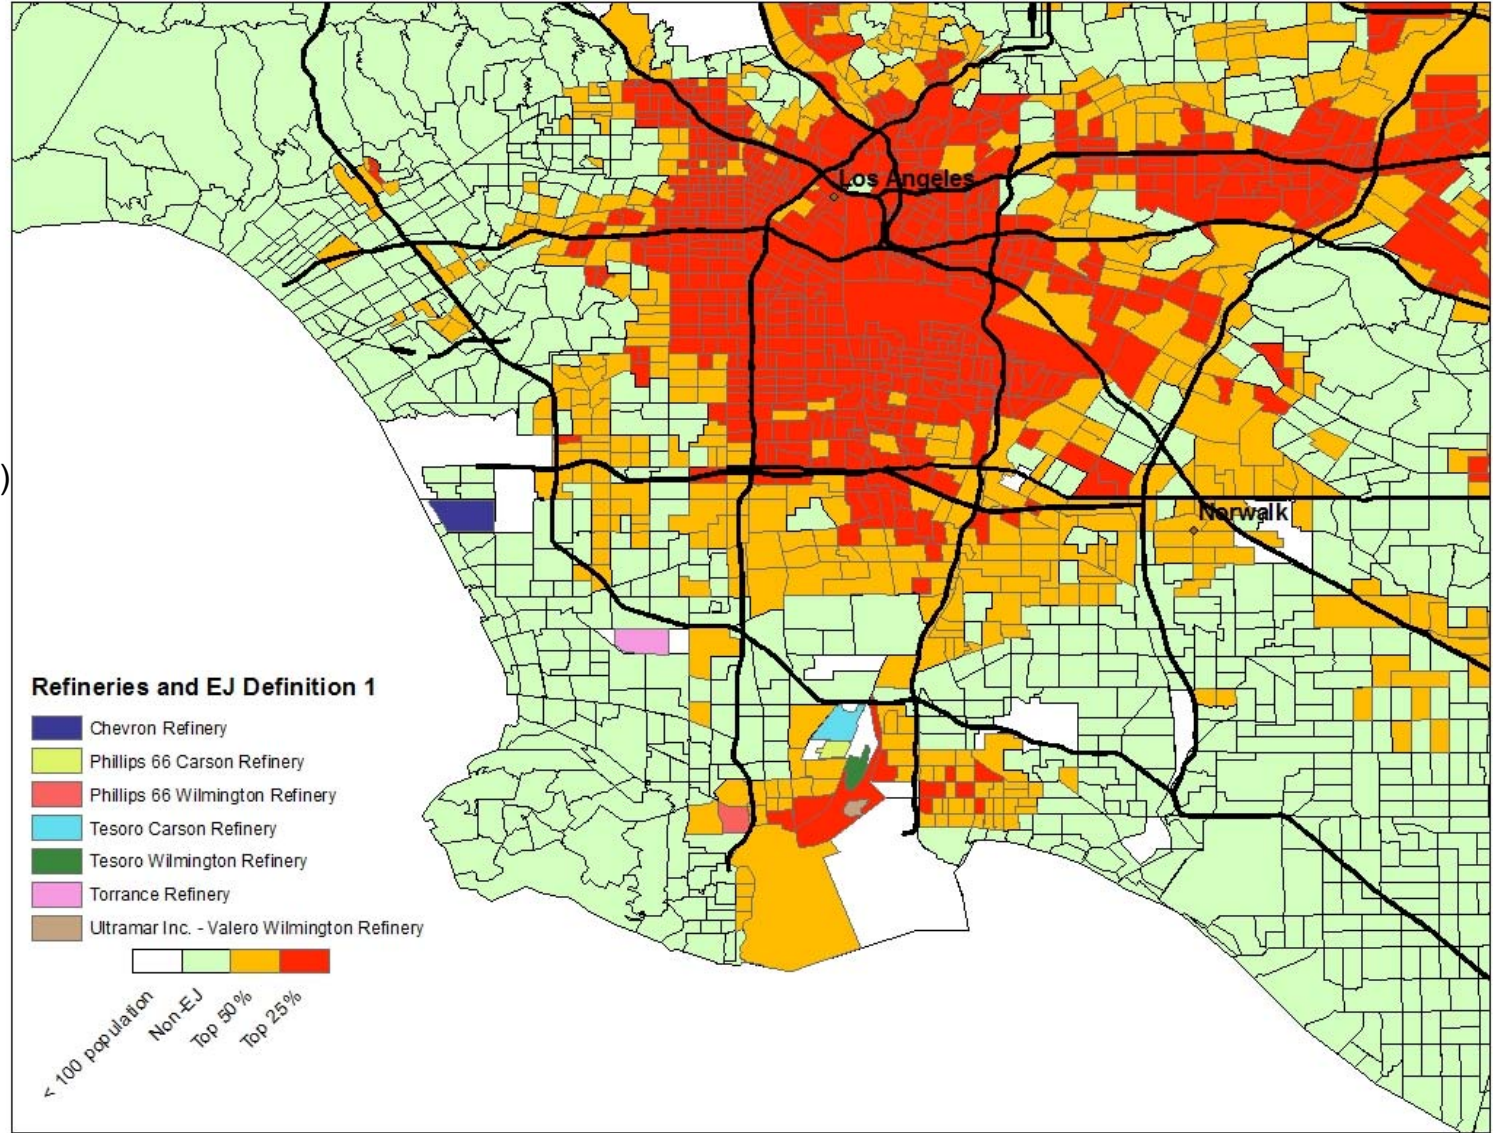 Los Angeles
)
Norwalk
Refineries and EJ Definition 1
Chevron Refinery
Phillips 66 Carson Refinery
Phillips 66 Wilmington Refinery
Tesoro Carson Refinery
Tesoro Wilmington Refinery
Torrance Refinery
Ultramar Inc. - Valero Wilmington Refinery
< 100 population
Non-EJ
Top 50%
Top 25%